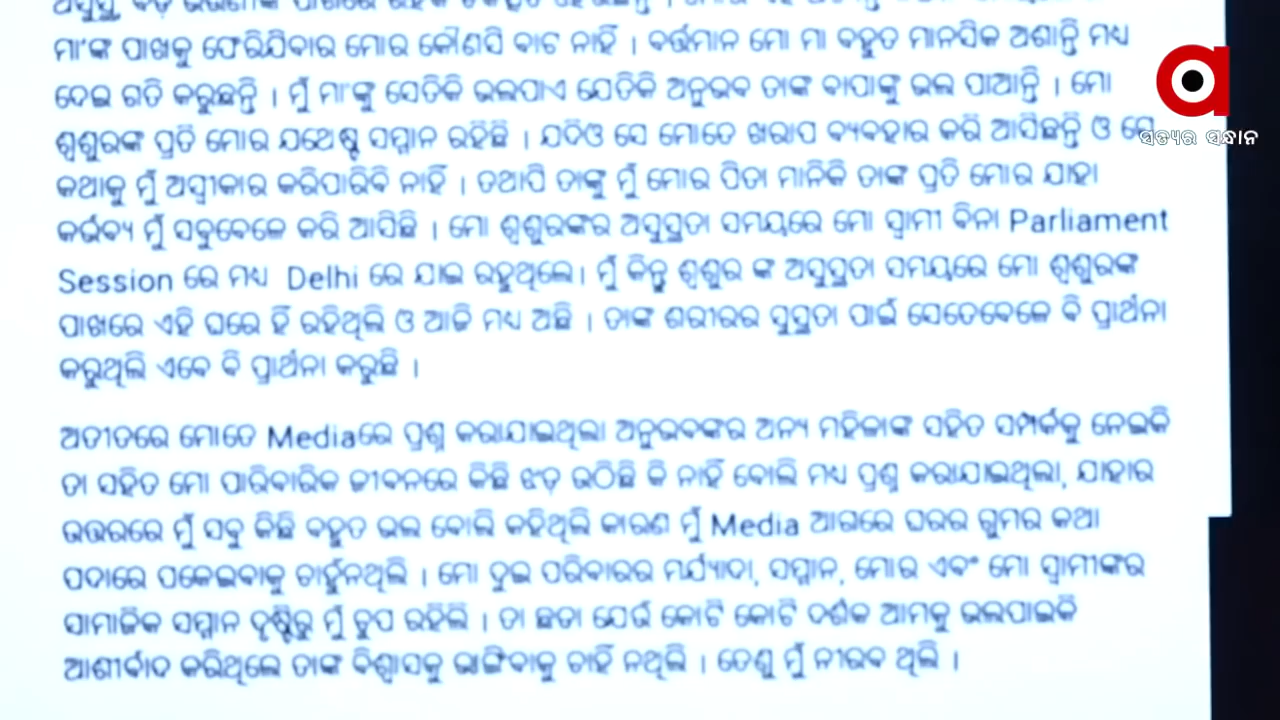 ମା'ଙ୍କ ପାଖକୁ ଫେରିଯିବାର ମୋର କୌଣସି ବାଟ ନାହିଁ । ବର୍ତ୍ତମାନ ମୋ ମା ବହୁତ ମାନସିକ ଅଶାନ୍ତି ମଧ୍ୟ
ଦେଇ ଗତି କରୁଛନ୍ତି । ମୁଁ ମା'ଙ୍କୁ ସେତିକି ଭଲପାଏ ଯେତିକି ଅନୁଭବ ତାଙ୍କ ବାପାଙ୍କୁ ଭଲ ପାଆନ୍ତି । ମୋ
ଶ୍ୱଶୁରଙ୍କ ପ୍ରତି ମୋର ଯଥେଷ୍ଟ ସମ୍ମାନ ରହିଛି । ଯଦିଓ ସେ ମୋତେ ଖରାପ ବ୍ୟବହାର କରି ଆସିଛନ୍ତି ଓ ସେ
କଥାକୁ ମୁଁ ଅସ୍ୱୀକାର କରିପାରିବି ନାହିଁ । ତଥାପି ତାଙ୍କୁ ମୁଁ ମୋର ପିତା ମାନିକି ତାଙ୍କ ପ୍ରତି ମୋର ଯାହା
କର୍ତ୍ତବ୍ୟ ମୁଁ ସବୁବେଳେ କରି ଆସିଛି । ମୋ ଶ୍ୱଶୁରଙ୍କର ଅସୁସ୍ଥତା ସମୟରେ ମୋ ସ୍ୱାମୀ ବିନା Parliament
Session ରେ ମଧ୍ୟ Delhi ରେ ଯାଇ ରହୁଥିଲେ। ମୁଁ କିନ୍ତୁ ଶ୍ୱଶୁର ଙ୍କ ଅସୁସ୍ଥତା ସମୟରେ ମୋ ଶ୍ୱଶୁରଙ୍କ
ପାଖରେ ଏହି ଘରେ ହିଁ ରହିଥିଲି ଓ ଆଜି ମଧ୍ୟ ଅଛି । ତାଙ୍କ ଶରୀରର ସୁସ୍ଥତା ପାଇଁ ସେତେବେଳେ ବି ପ୍ରାର୍ଥନା
କରୁଥିଲି ଏବେ ବି ପ୍ରାର୍ଥନା କରୁଛି ।
ଅତୀତରେ ମୋତେ Mediaରେ ପ୍ରଶ୍ନ କରାଯାଇଥିଲା ଅନୁଭବଙ୍କର ଅନ୍ୟ ମହିଳାଙ୍କ ସହିତ ସମ୍ପର୍କକୁ ନେଇକି
ତା ସହିତ ମୋ ପାରିବାରିକ ଜୀବନରେ କିଛି ଝଡ଼ ଉଠିଛି କି ନାହିଁ ବୋଲି ମଧ୍ୟ ପ୍ରଶ୍ନ କରାଯାଇଥିଲା, ଯାହାର
ଉତ୍ତରରେ ମୁଁ ସବୁ କିଛି ବହୁତ ଭଲ ବୋଲି କହିଥିଲି କାରଣ ମୁଁ Media ଆଗରେ ଘରର ଗୁମର କଥା
ପଦାରେ ପକେଇବାକୁ ଚାହୁଁନଥିଲି । ମୋ ଦୁଇ ପରିବାରର ମର୍ଯ୍ୟାଦା, ସମ୍ମାନ, ମୋର ଏବଂ ମୋ ସ୍ୱାମୀଙ୍କର
ସାମାଜିକ ସମ୍ମାନ ଦୃଷ୍ଟିରୁ ମୁଁ ଚୁପ ରହିଲି । ତା ଛଡା ଯେଉଁ କୋଟି କୋଟି ଦର୍ଶକ ଆମକୁ ଭଲପାଇକି
ଆଶୀର୍ବାଦ କରିଥିଲେ ତାଙ୍କ ବିଶ୍ୱାସକୁ ଭାଙ୍ଗିବାକୁ ଚାହିଁ ନଥିଲି । ତେଣୁ ମୁଁ ନୀରବ ଥିଲି ।
ସତ୍ୟର ସନ୍ଧାନ